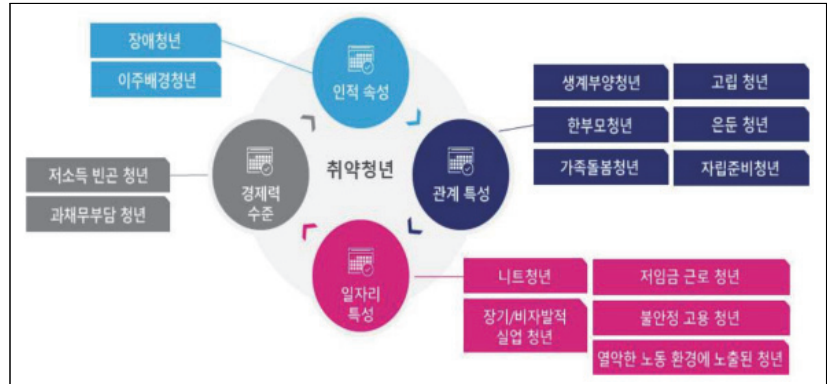 장애청년
이주배경청년
인적 속성
생계부양청년
고립 청년
한부모청년
은둔 청년
가족돌봄청년
자립준비청년
취약청년
관계 특성
저소득 빈곤 청년
과채무부담 청년
경제력
수준
일자리
특성
니트청년
저임금 근로 청년
장기/비자발적
실업 청년
불안정 고용 청년
열악한 노동 환경에 노출된 청년